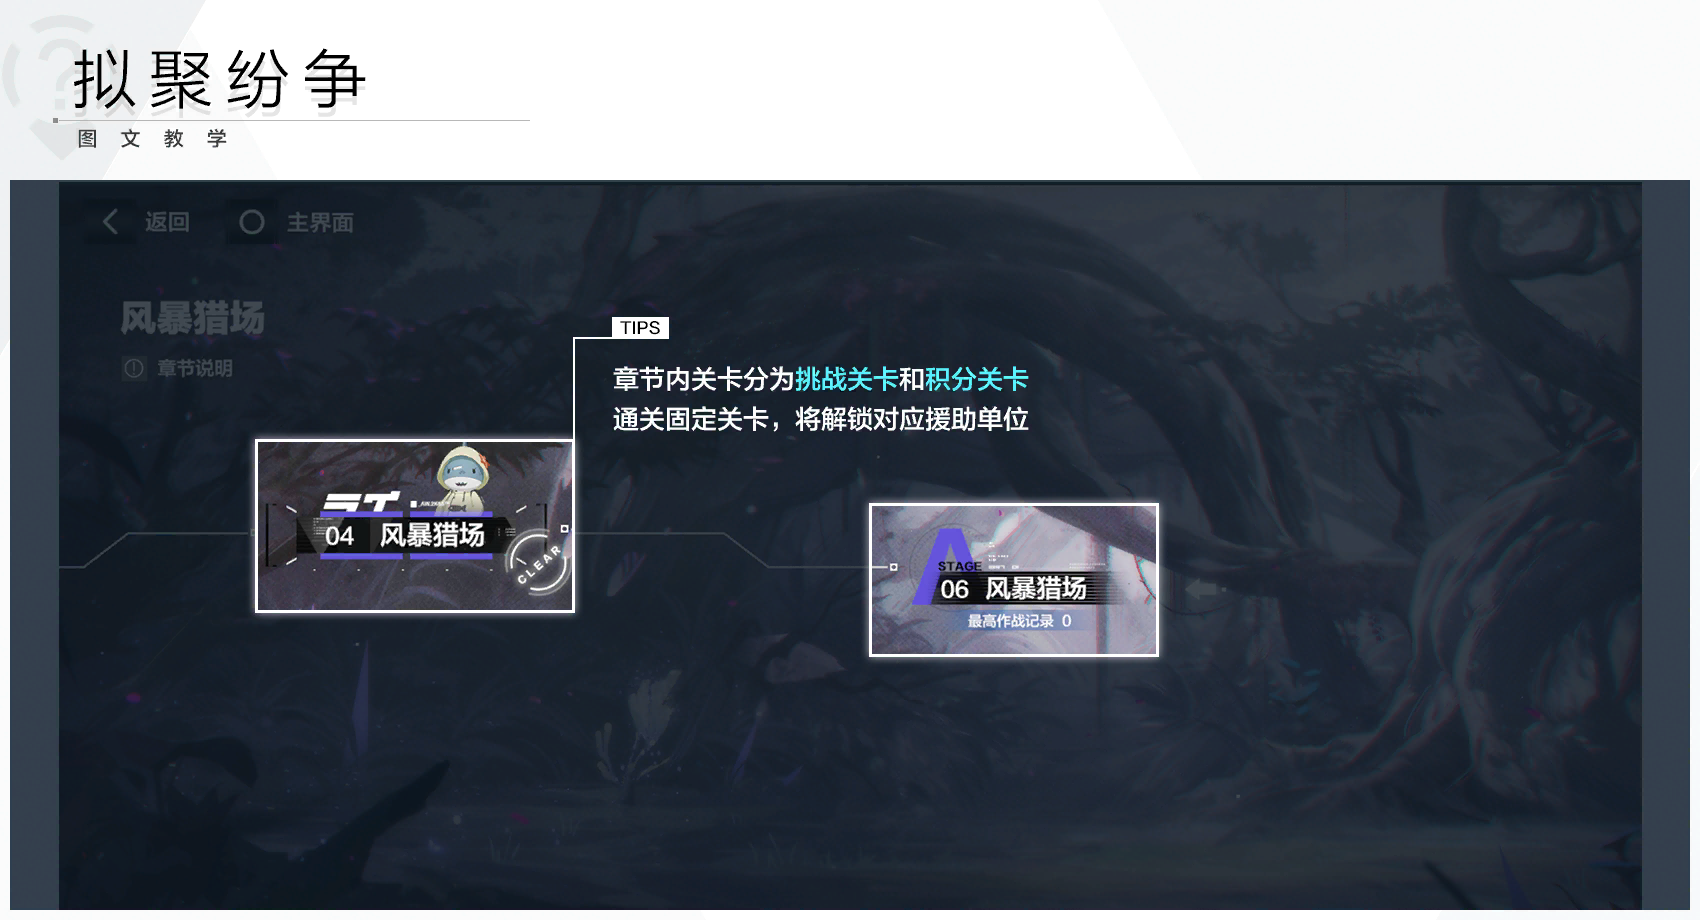 拟聚纷争
图文教学
返回 主界面
风暴猎场
章节说明
TIPS
章节内关卡分为挑战关卡和积分关卡
通关固定关卡，将解锁对应援助单位
04 风暴猎场
CLEAR
A
STAGE
06 风暴猎场
最高作战记录 0